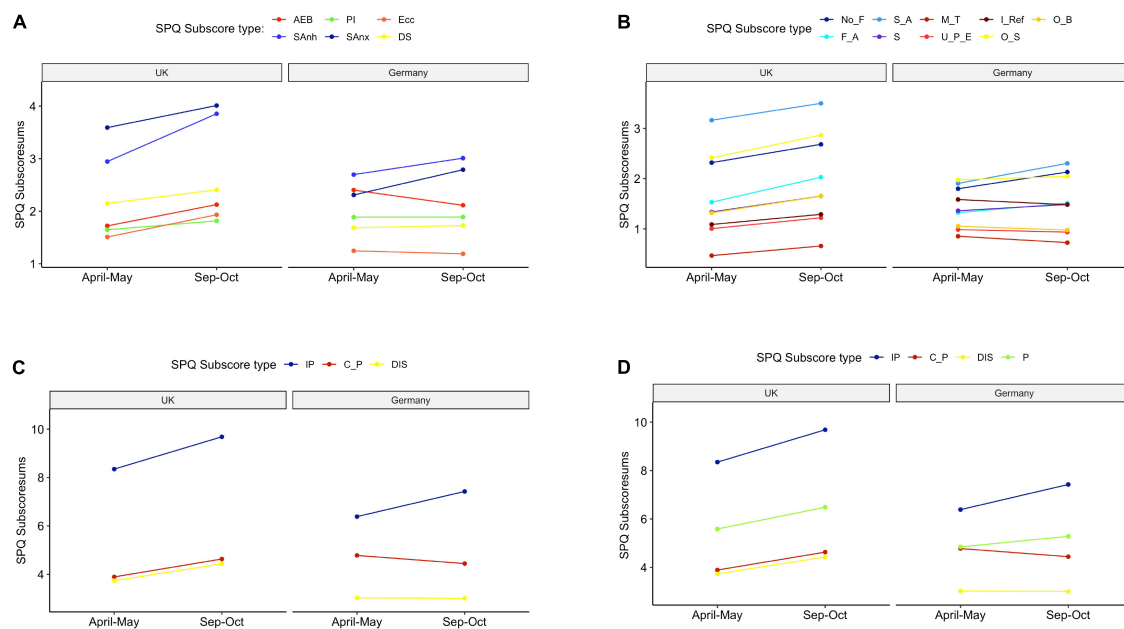 A
SPQ Subscore type:
AEB PI Ecc
SAnh SAnx DS
UK Germany
SPQ Subscoresums
4
3
2
1
April-May Sep-Oct April-May Sep-Oct
B
SPQ Subscore type
No_F S_A M_T I_Ref O_B
F_A S U_P_E O_S
UK Germany
SPQ Subscoresums
3
2
1
April-May Sep-Oct April-May Sep-Oct
C
SPQ Subscore type IP C_P DIS
UK Germany
SPQ Subscoresums
10
8
6
4
April-May Sep-Oct April-May Sep-Oct
D
SPQ Subscore type IP C_P DIS P
UK Germany
SPQ Subscoresums
10
8
6
4
April-May Sep-Oct April-May Sep-Oct